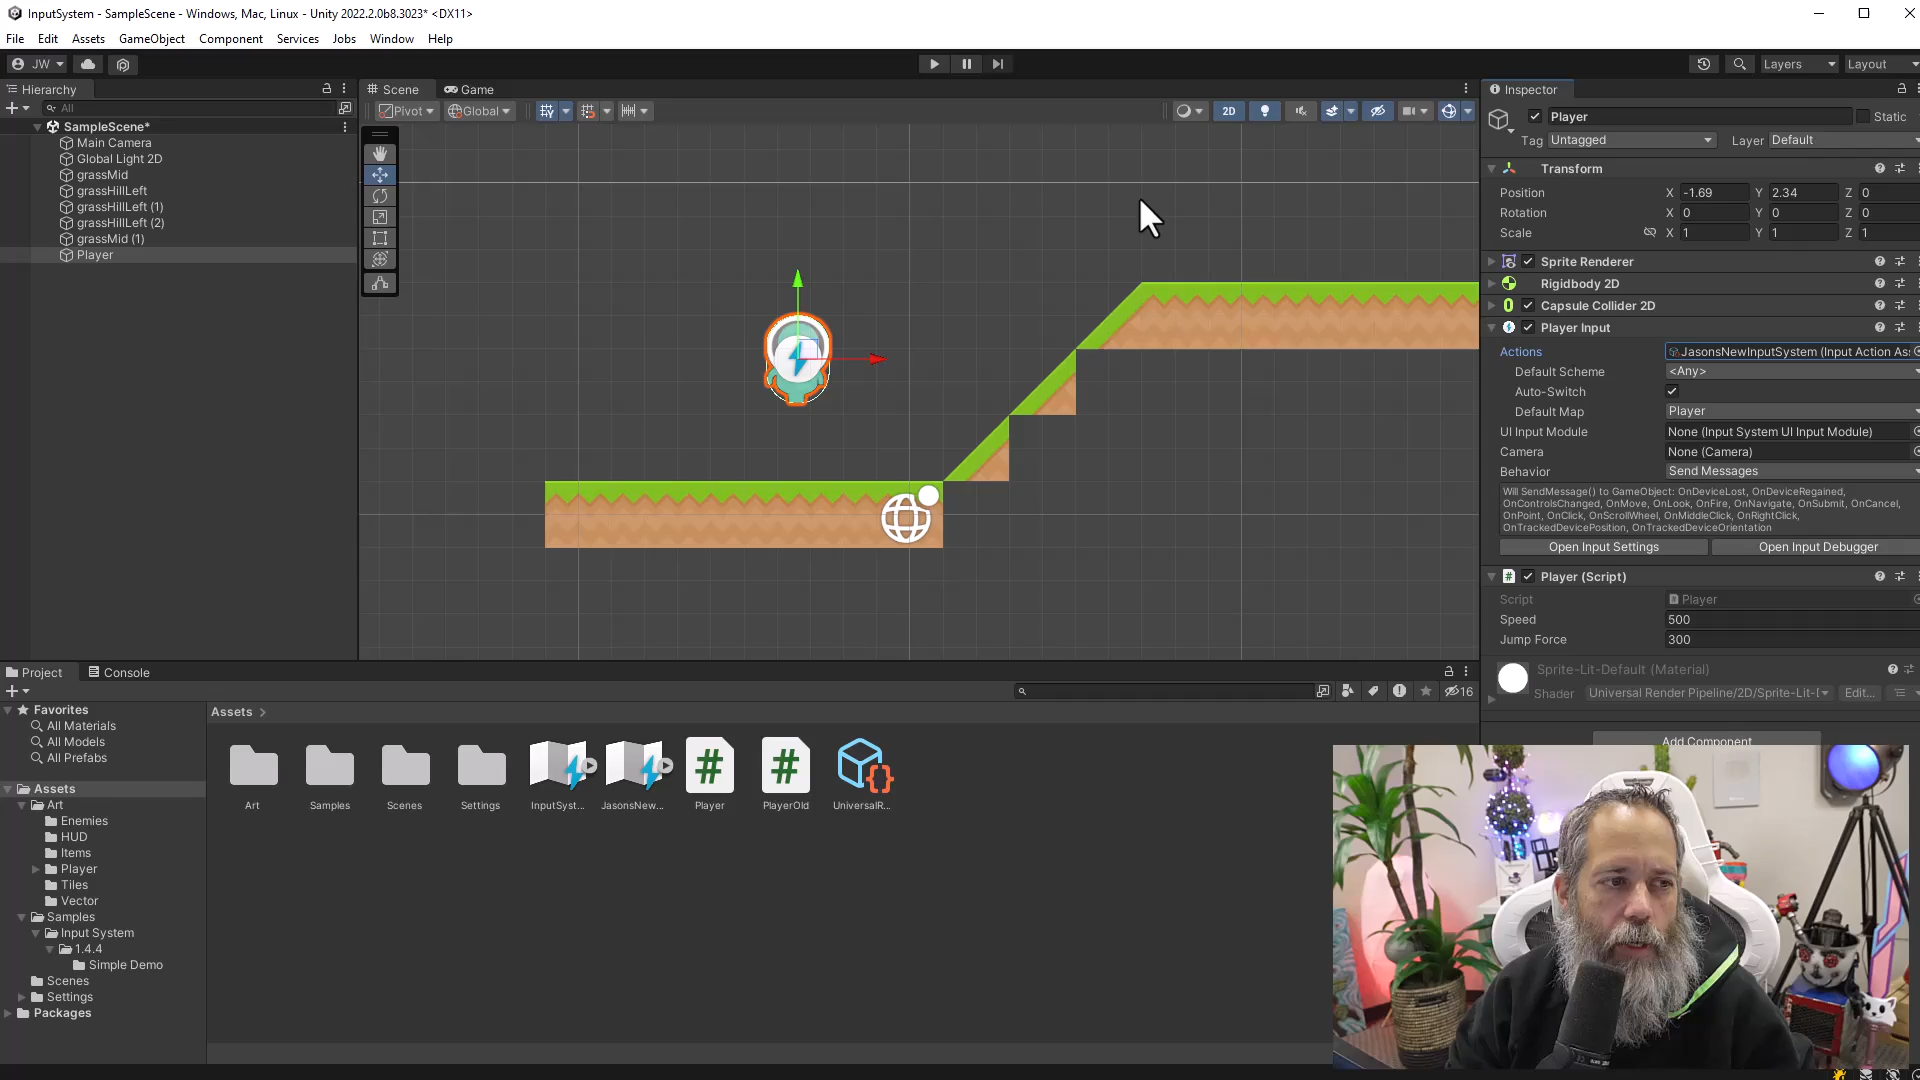 InputSystem - SampleScene - Windows, Mac, Linux - Unity 2022.2.0b8.3023* <DX11>
File Edit Assets GameObject Component Services Jobs Window Help
JW
Layers Layout
Hierarchy
All
SampleScene*
Main Camera
Global Light 2D
grassMid
grassHillLeft
grassHillLeft (1)
grassHillLeft (2)
grassMid (1)
Player
Scene Game
Pivot Global 2D
Inspector
Player Static
Tag Untagged Layer Default
Transform
Position X -1.69 Y 2.34 Z 0
Rotation X 0 Y 0 Z 0
Scale X 1 Y 1 Z 1
Sprite Renderer
Rigidbody 2D
Capsule Collider 2D
Player Input
Actions JasonsNewInputSystem (Input Action As
Default Scheme <Any>
Auto-Switch
Default Map Player
UI Input Module None (Input System UI Input Module)
Camera None (Camera)
Behavior Send Messages
Will SendMessage() to GameObject: OnDeviceLost, OnDeviceRegained,
OnControlsChanged, OnMove, OnLook, OnFire, OnNavigate, OnSubmit, OnCancel,
OnPoint, OnClick, OnScrollWheel, OnMiddleClick, OnRightClick,
OnTrackedDevicePosition, OnTrackedDeviceOrientation
Open Input Settings Open Input Debugger
Player (Script)
Script Player
Speed 500
Jump Force 300
Sprite-Lit-Default (Material)
Shader Universal Render Pipeline/2D/Sprite-Lit- Edit...
Add Component
Project Console
16
Favorites
All Materials
All Models
All Prefabs
Assets
Art
Enemies
HUD
Items
Player
Tiles
Vector
Samples
Input System
1.4.4
Simple Demo
Scenes
Settings
Packages
Assets >
Art Samples Scenes Settings InputSyst... JasonsNew... Player PlayerOld UniversalR...